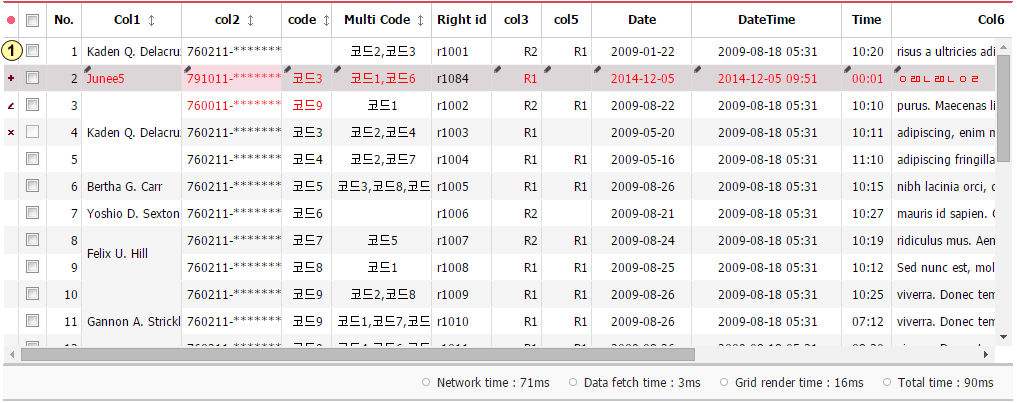 No. Col1 col2 code Multi Code Right id col3 col5 Date DateTime Time Col6
1 1 Kaden Q. Delacru 760211-******* 코드2,코드3 r1001 R2 R1 2009-01-22 2009-08-18 05:31 10:20 risus a ultricies adi
2 Junee5 791011-******* 코드3 코드1,코드6 r1084 R1 2014-12-05 2014-12-05 09:51 00:01 ㅇㄹㄴㄹㄴㅇㄹ
3 760011-******* 코드9 코드1 r1002 R2 R1 2009-08-22 2009-08-18 05:31 10:10 purus. Maecenas li
4 Kaden Q. Delacru 760211-******* 코드3 코드2,코드4 r1003 R1 2009-05-20 2009-08-18 05:31 10:11 adipiscing, enim m
5 760211-******* 코드4 코드2,코드7 r1004 R1 R1 2009-05-16 2009-08-18 05:31 11:10 adipiscing fringilla
6 Bertha G. Carr 760211-******* 코드5 코드3,코드8,코드 r1005 R1 R1 2009-08-26 2009-08-18 05:31 10:15 nibh lacinia orci, c
7 Yoshio D. Sexton 760211-******* 코드6 r1006 R2 2009-08-21 2009-08-18 05:31 10:27 mauris id sapien. C
8 Felix U. Hill 760211-******* 코드7 코드5 r1007 R2 R1 2009-08-24 2009-08-18 05:31 10:19 ridiculus mus. Aen
9 760211-******* 코드8 코드1 r1008 R1 R1 2009-08-25 2009-08-18 05:31 10:12 Sed nunc est, mol
10 760211-******* 코드9 코드2,코드8 r1009 R1 R1 2009-08-26 2009-08-18 05:31 10:25 viverra. Donec tem
11 Gannon A. Strickl 760211-******* 코드9 코드1,코드7,코드 r1010 R1 R1 2009-08-26 2009-08-18 05:31 07:12 viverra. Donec tem
Network time : 71ms Data fetch time : 3ms Grid render time : 16ms Total time : 90ms